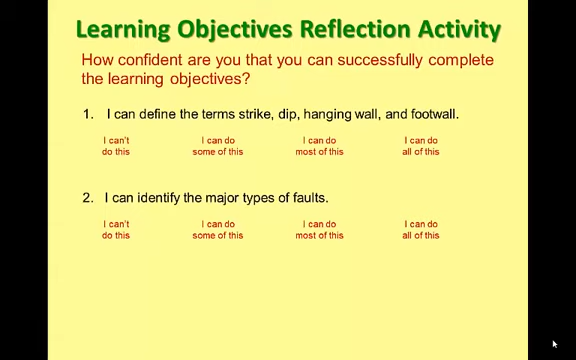 Learning Objectives Reflection Activity
How confident are you that you can successfully complete
the learning objectives?
1. I can define the terms strike, dip, hanging wall, and footwall.
I can't I can do I can do I can do
do this some of this most of this all of this
2. I can identify the major types of faults.
I can't I can do I can do I can do
do this some of this most of this all of this